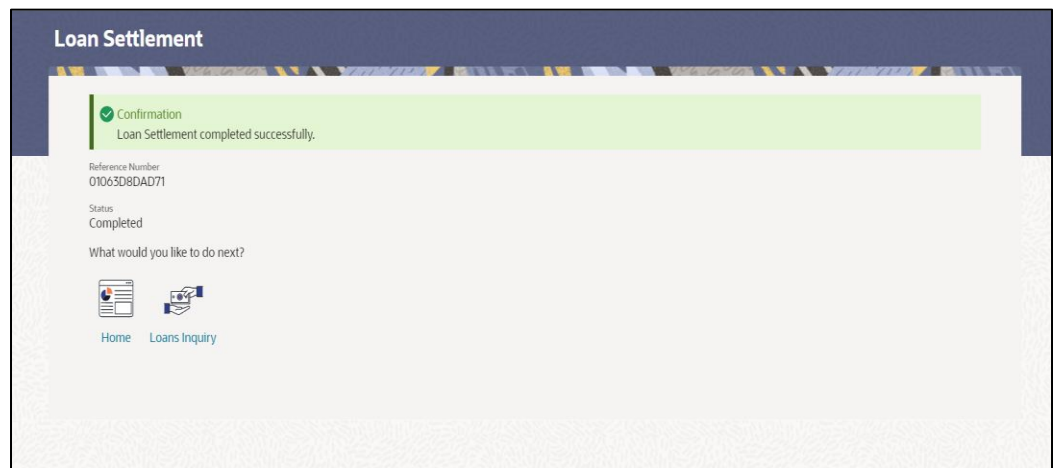 Loan Settlement
Confirmation
Loan Settlement completed successfully.
Reference Number
01063D8DAD71
Status
Completed
What would you like to do next?
Home Loans Inquiry